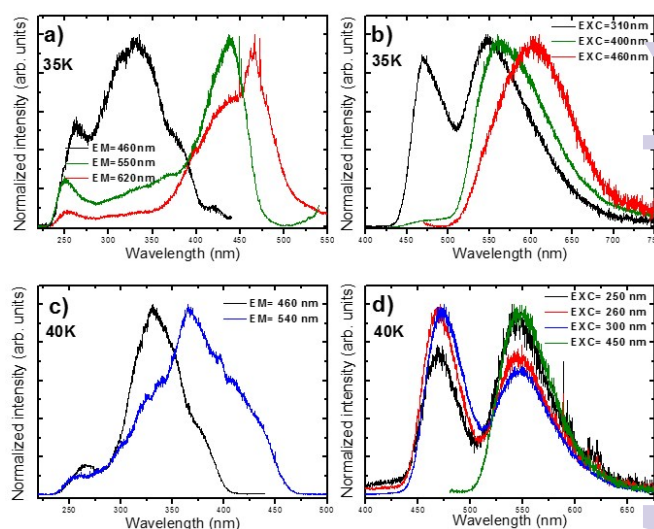 a)
35K
EM=460nm
EM=550nm
EM=620nm
Normalized intensity (arb. units)
250 300 350 400 450 500 550
Wavelength (nm)
b)
35K
EXC=310nm
EXC=400nm
EXC=460nm
Normalized intensity (arb. units)
400 450 500 550 600 650 700 750
Wavelength (nm)
c)
40K
EM= 460 nm
EM= 540 nm
Normalized intensity (arb. units)
250 300 350 400 450 500
Wavelength (nm)
d)
40K
EXC= 250 nm
EXC= 260 nm
EXC= 300 nm
EXC= 450 nm
Normalized intensity (arb. units)
400 450 500 550 600 650
Wavelength (nm)